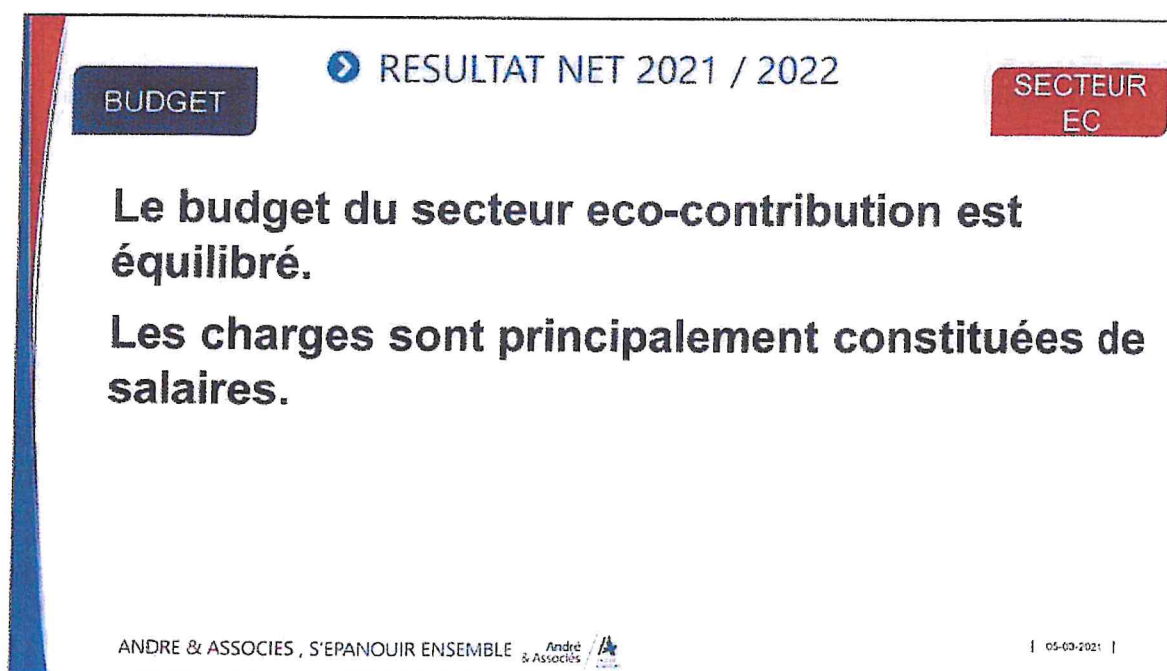 RESULTAT NET 2021 / 2022
BUDGET
SECTEUR
EC
Le budget du secteur eco-contribution est
équilibré.
Les charges sont principalement constituées de
salaires.
ANDRE & ASSOCIES , S'EPANOUIR ENSEMBLE
André
& Associés
| 05-03-2021 |